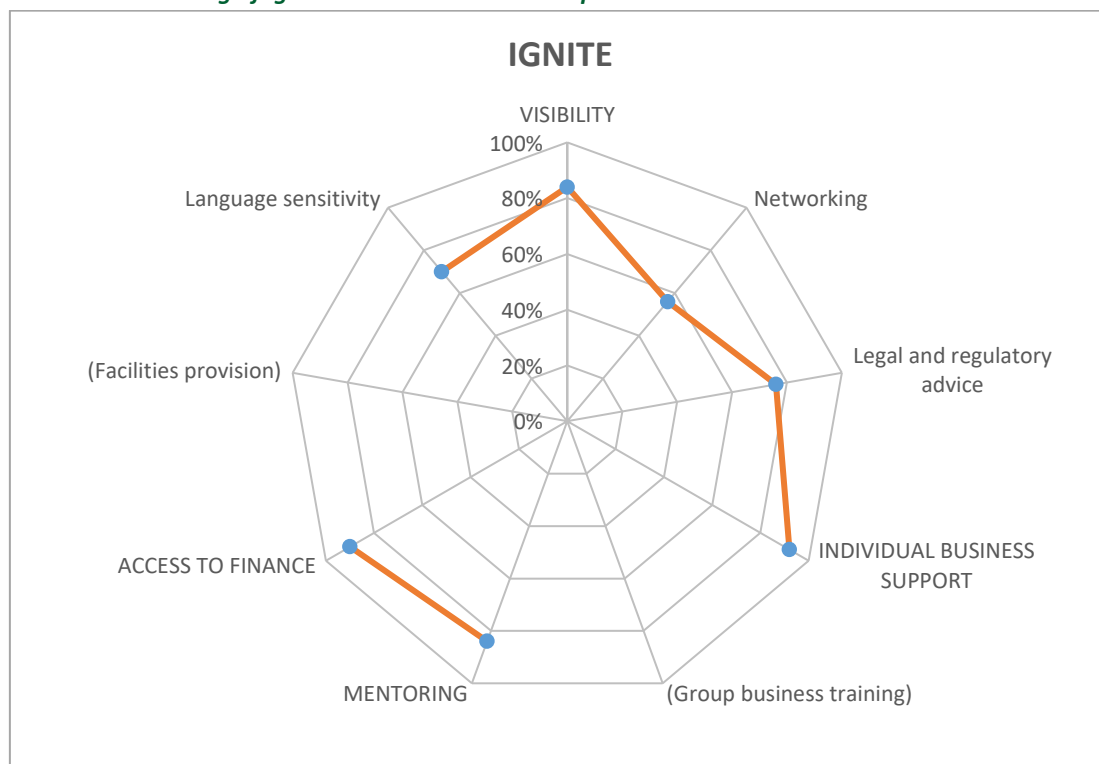 IGNITE
VISIBILITY
100%
Language sensitivity
Networking
80%
60%
Legal and regulatory
advice
(Facilities provision)
40%
20%
0%
INDIVIDUAL BUSINESS
SUPPORT
ACCESS TO FINANCE
MENTORING
(Group business training)